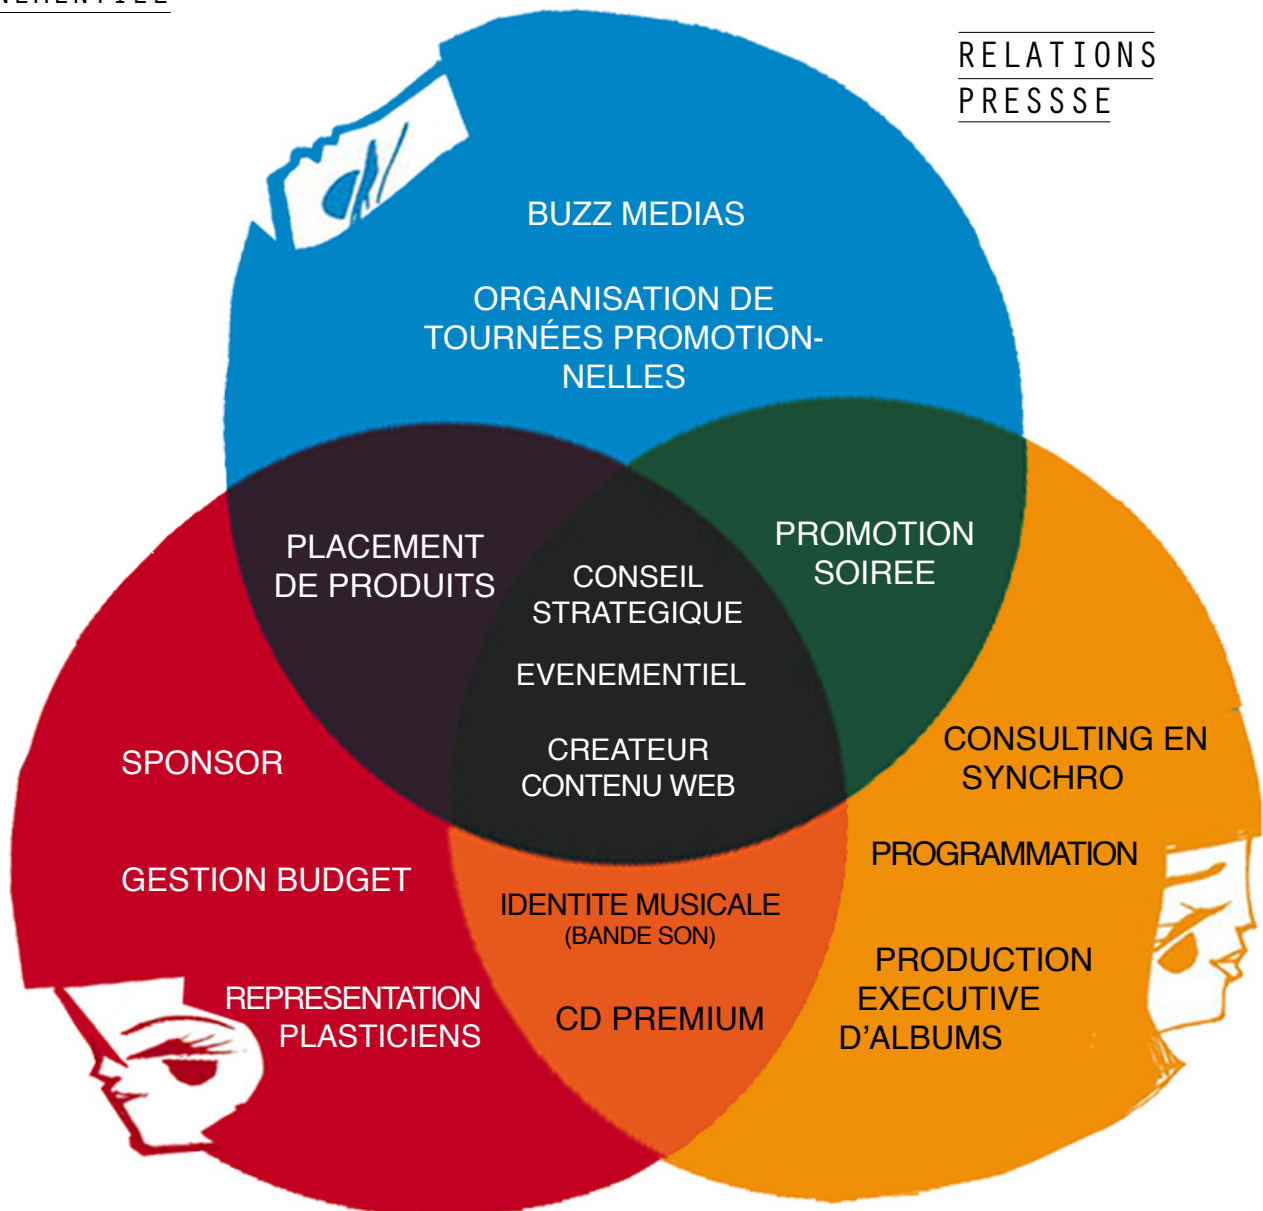 RELATIONS
PRESSSE
BUZZ MEDIAS
ORGANISATION DE
TOURNÉES PROMOTION-
NELLES
PLACEMENT
DE PRODUITS
CONSEIL
STRATEGIQUE
EVENEMENTIEL
CREATEUR
CONTENU WEB
PROMOTION
SOIREE
SPONSOR
GESTION BUDGET
REPRESENTATION
PLASTICIENS
IDENTITE MUSICALE
(BANDE SON)
CD PREMIUM
CONSULTING EN
SYNCHRO
PROGRAMMATION
PRODUCTION
EXECUTIVE
D'ALBUMS